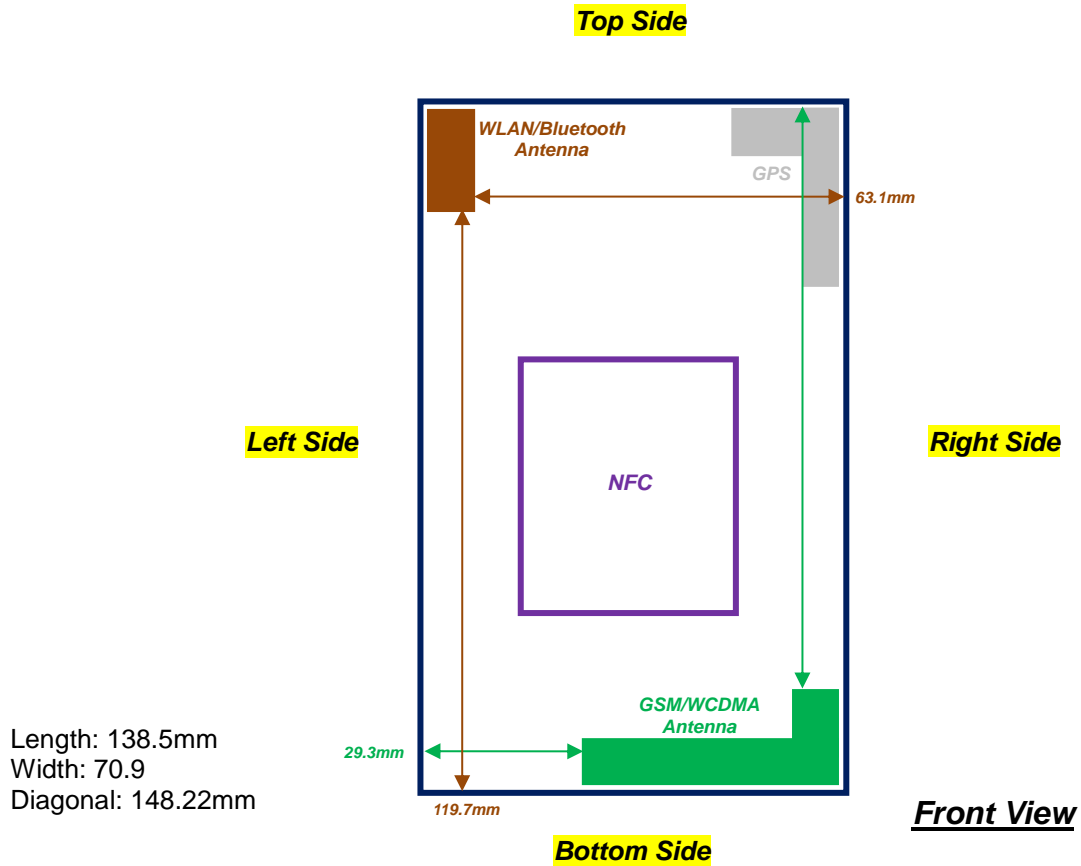 Top Side
WLAN/Bluetooth
Antenna
GPS
63.1mm
Left Side
Right Side
NFC
GSM/WCDMA
Antenna
Length: 138.5mm
Width: 70.9
Diagonal: 148.22mm
29.3mm
119.7mm
Front View
Bottom Side